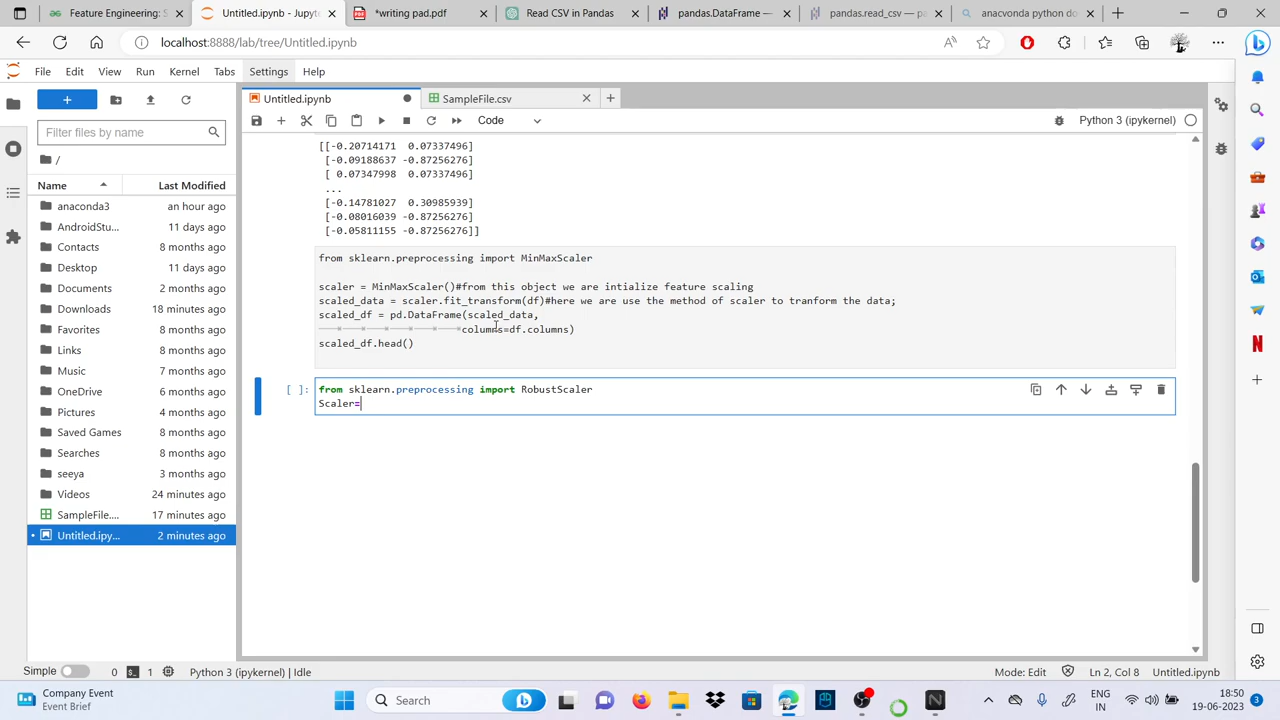 Feature Engineering: S
Untitled.ipynb - Jupyte
*writing pad.pdf
Read CSV in Pandas
pandas.DataFrame —
pandas.read_csv — pa
anacvonda python do
localhost:8888/lab/tree/Untitled.ipynb
File Edit View Run Kernel Tabs Settings Help
Untitled.ipynb
SampleFile.csv
Filter files by name
Code
Python 3 (ipykernel)
/
Name Last Modified
anaconda3 an hour ago
AndroidStu... 11 days ago
Contacts 8 months ago
Desktop 11 days ago
Documents 2 months ago
Downloads 18 minutes ago
Favorites 8 months ago
Links 8 months ago
Music 7 months ago
OneDrive 2 months ago
Pictures 4 months ago
Saved Games 8 months ago
Searches 8 months ago
seeya 3 months ago
Videos 24 minutes ago
SampleFile.... 17 minutes ago
Untitled.ipy... 2 minutes ago
[[-0.20714171 0.07337496]
[-0.09188637 -0.87256276]
[ 0.07347998 0.07337496]
...
[-0.14781027 0.30985939]
[-0.08016039 -0.87256276]
[-0.05811155 -0.87256276]]
from sklearn.preprocessing import MinMaxScaler
scaler = MinMaxScaler()#from this object we are intialize feature scaling
scaled_data = scaler.fit_transform(df)#here we are use the method of scaler to tranform the data;
scaled_df = pd.DataFrame(scaled_data,
columns=df.columns)
scaled_df.head()
[ ]: from sklearn.preprocessing import RobustScaler
Scaler=
Simple 0 1 Python 3 (ipykernel) | Idle
Mode: Edit Ln 2, Col 8 Untitled.ipynb
Company Event
Event Brief
Search
ENG
IN
18:50
19-06-2023
3